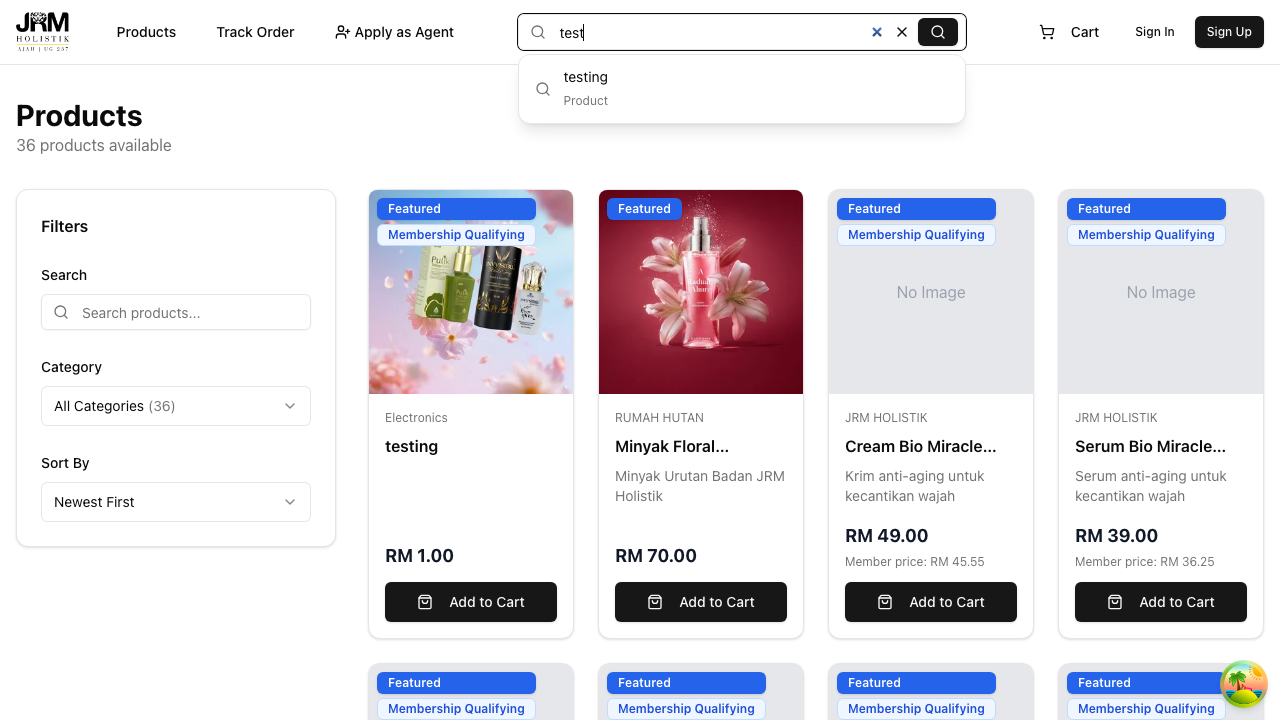 JRM
HOLISTIK
AJAH | UG 257
Products
Track Order
Apply as Agent
test
Cart
Sign In
Sign Up
testing
Product
Products
36 products available
Filters
Search
Search products...
Category
All Categories (36)
Sort By
Newest First
Featured
Membership Qualifying
Electronics
testing
RM 1.00
Add to Cart
Featured
RUMAH HUTAN
Minyak Floral...
Minyak Urutan Badan JRM
Holistik
RM 70.00
Add to Cart
Featured
Membership Qualifying
No Image
JRM HOLISTIK
Cream Bio Miracle...
Krim anti-aging untuk
kecantikan wajah
RM 49.00
Member price: RM 45.55
Add to Cart
Featured
Membership Qualifying
No Image
JRM HOLISTIK
Serum Bio Miracle...
Serum anti-aging untuk
kecantikan wajah
RM 39.00
Member price: RM 36.25
Add to Cart
Featured
Membership Qualifying
Featured
Membership Qualifying
Featured
Membership Qualifying
Featured
Membership Qualifying